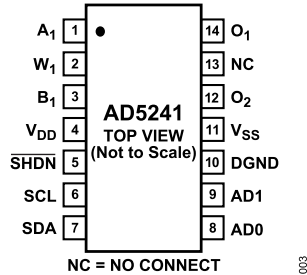 A1 1 14 O1
W1 2 13 NC
B1 3 12 O2
AD5241
VDD 4 TOP VIEW 11 VSS
(Not to Scale)
SHDN 5 10 DGND
SCL 6 9 AD1
SDA 7 8 AD0
NC = NO CONNECT
003